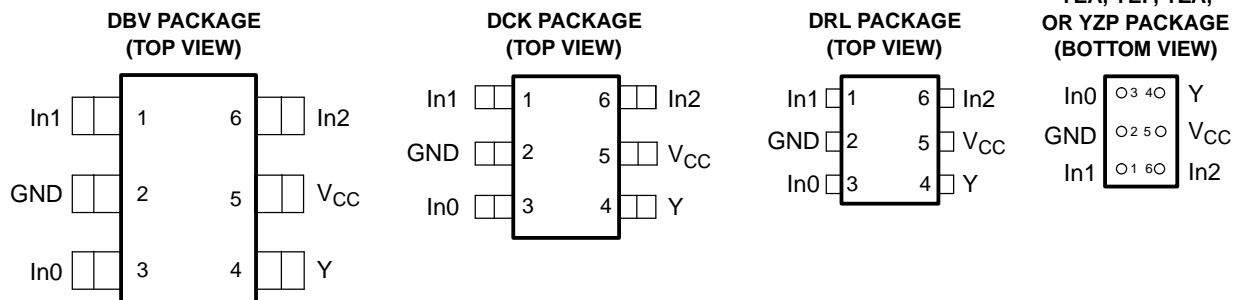 DBV PACKAGE
(TOP VIEW)
In1 1 6 In2
GND 2 5 VCC
In0 3 4 Y
DCK PACKAGE
(TOP VIEW)
In1 1 6 In2
GND 2 5 VCC
In0 3 4 Y
DRL PACKAGE
(TOP VIEW)
In1 1 6 In2
GND 2 5 VCC
In0 3 4 Y
OR YZP PACKAGE
(BOTTOM VIEW)
In0 3 4 Y
GND 2 5 VCC
In1 1 6 In2